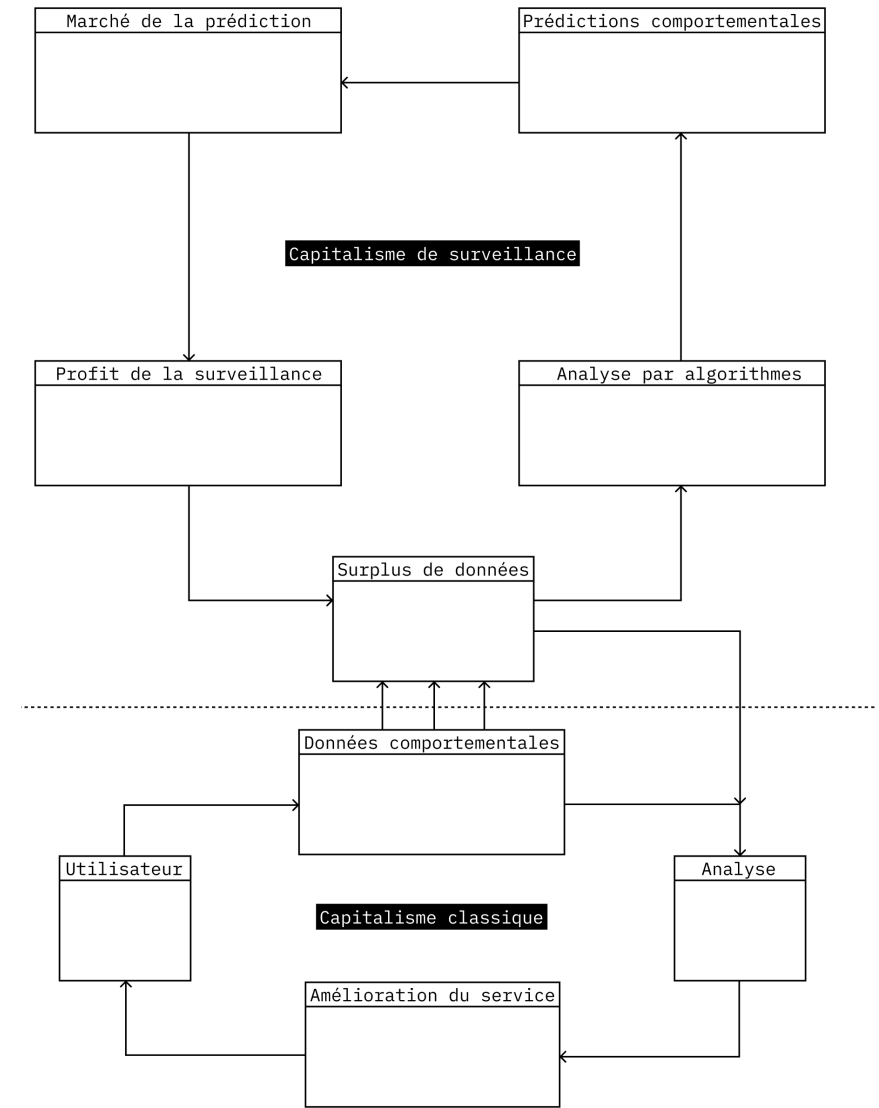 Marché de la prédiction
Prédictions comportementales
Capitalisme de surveillance
Profit de la surveillance
Analyse par algorithmes
Surplus de données
Données comportementales
Utilisateur
Analyse
Capitalisme classique
Amélioration du service